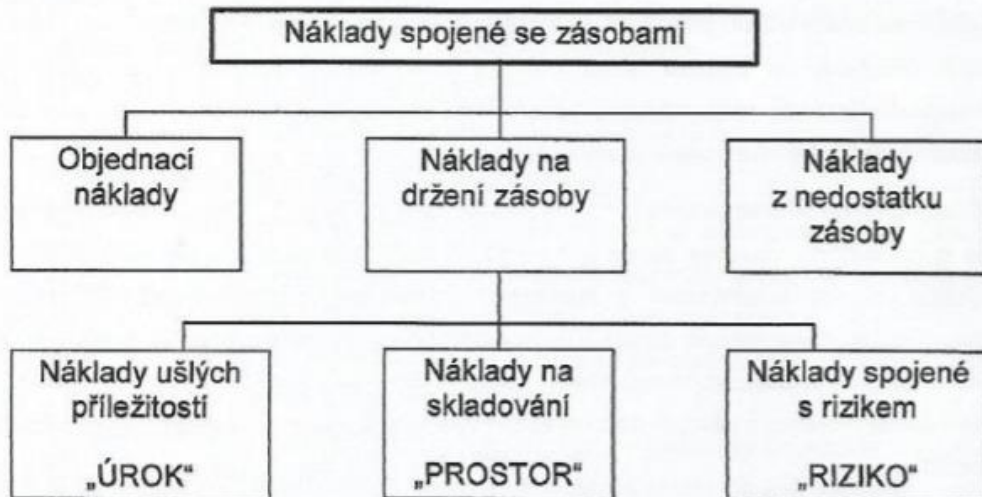 Náklady spojené se zásobami
Objednací
náklady
Náklady na
držení zásoby
Náklady
z nedostatku
zásoby
Náklady ušlých
příležitostí
„ÚROK“
Náklady na
skladování
„PROSTOR“
Náklady spojené
s rizikem
„RIZIKO“